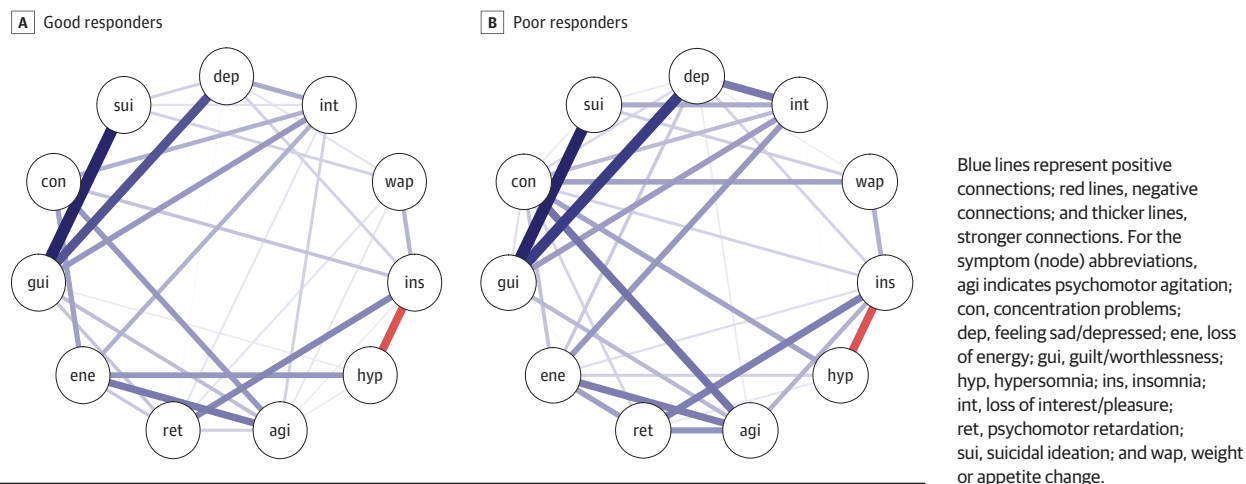 A Good responders
dep
sui
int
con
wap
gui
ins
ene
hyp
ret
agi
B Poor responders
dep
sui
int
con
wap
gui
ins
ene
hyp
ret
agi
Blue lines represent positive
connections; red lines, negative
connections; and thicker lines,
stronger connections. For the
symptom (node) abbreviations,
agi indicates psychomotor agitation;
con, concentration problems;
dep, feeling sad/depressed; ene, loss
of energy; gui, guilt/worthlessness;
hyp, hypersomnia; ins, insomnia;
int, loss of interest/pleasure;
ret, psychomotor retardation;
sui, suicidal ideation; and wap, weight
or appetite change.